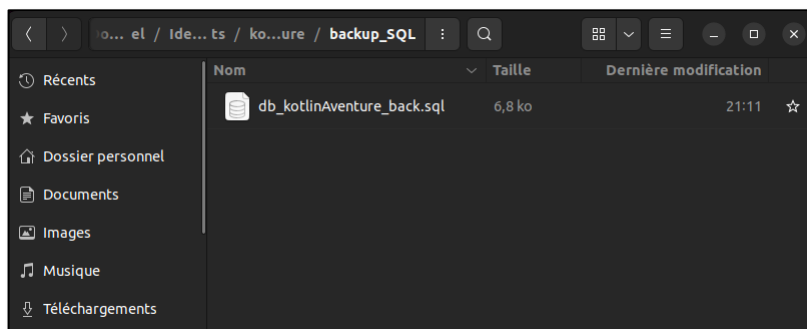 o... el / Ide... ts / ko...ure / backup_SQL
Nom Taille Dernière modification
Récents
db_kotlinAventure_back.sql 6,8 ko 21:11
Favoris
Dossier personnel
Documents
Images
Musique
Téléchargements